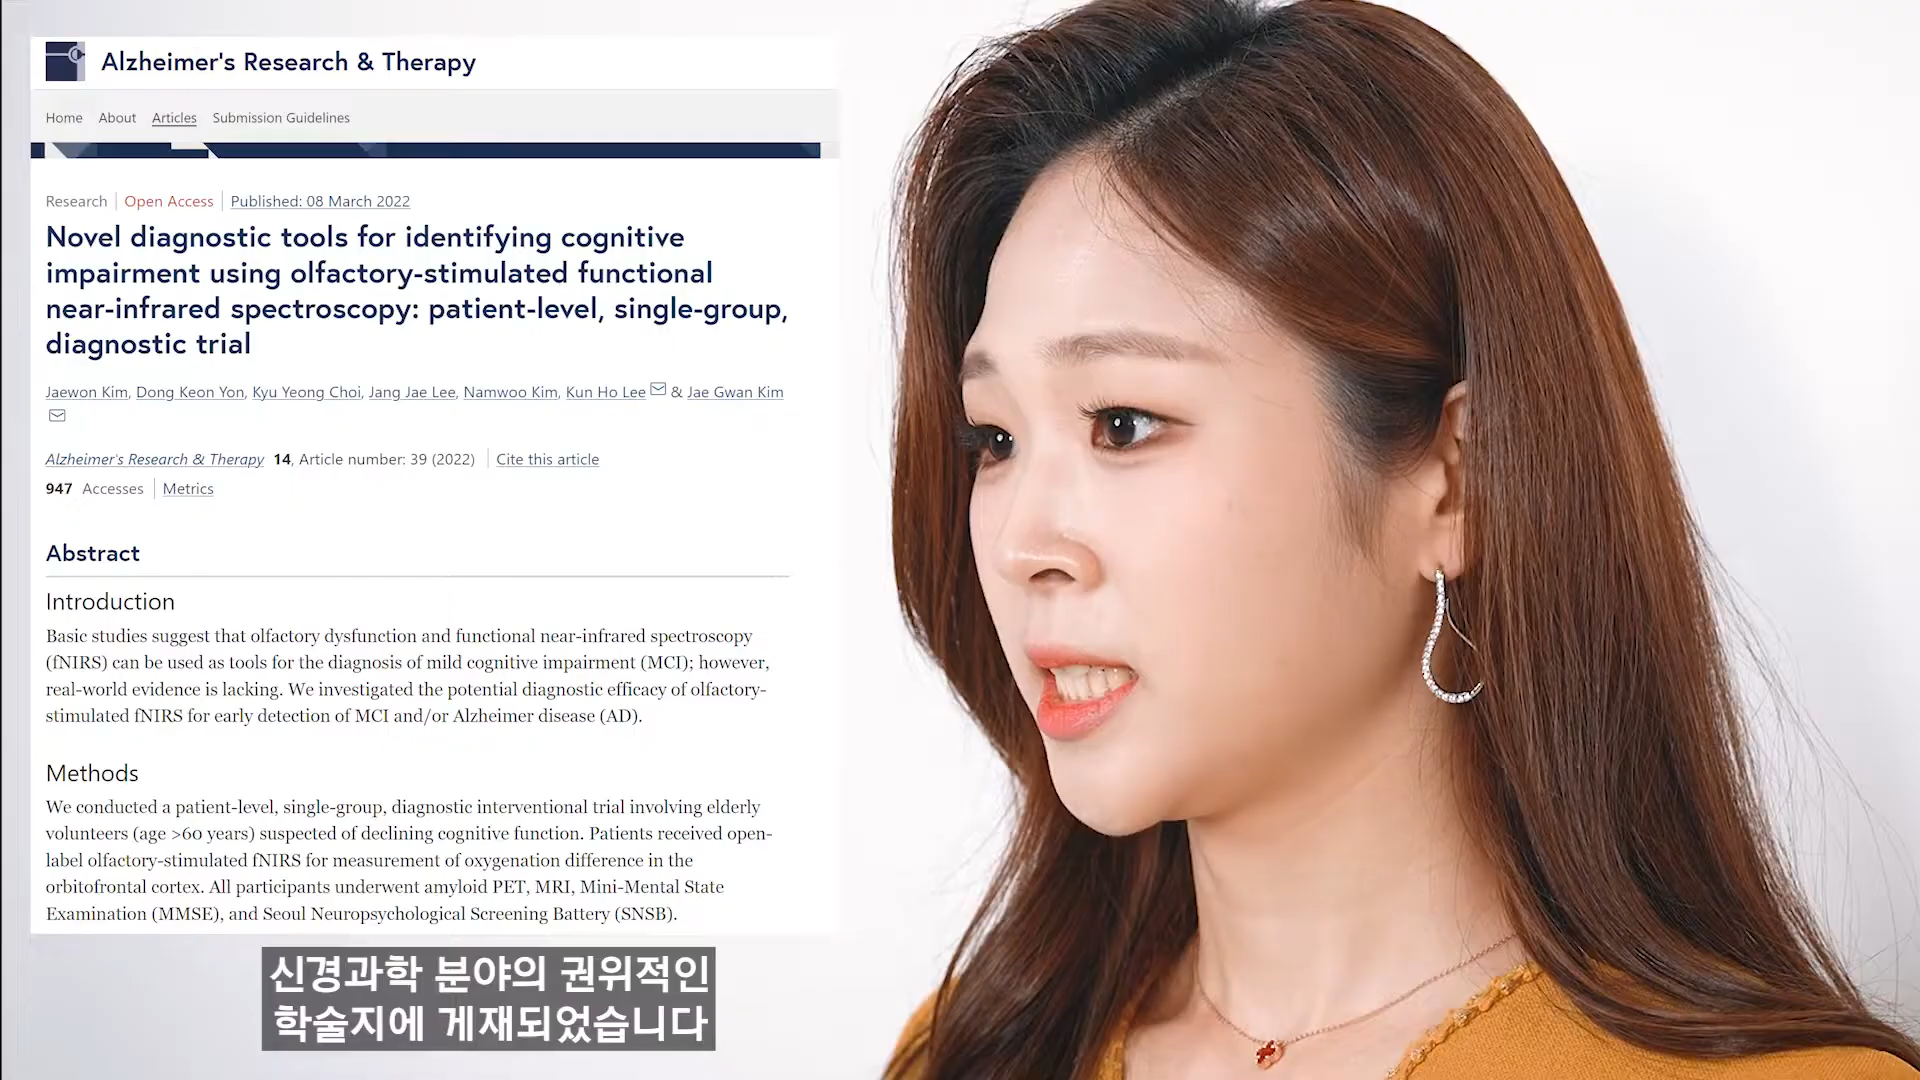 Alzheimer's Research & Therapy
Home About Articles Submission Guidelines
Research Open Access Published: 08 March 2022
Novel diagnostic tools for identifying cognitive
impairment using olfactory-stimulated functional
near-infrared spectroscopy: patient-level, single-group,
diagnostic trial
Jaewon Kim, Dong Keon Yon, Kyu Yeong Choi, Jang Jae Lee, Namwoo Kim, Kun Ho Lee & Jae Gwan Kim
Alzheimer's Research & Therapy 14, Article number: 39 (2022) Cite this article
947 Accesses Metrics
Abstract
Introduction
Basic studies suggest that olfactory dysfunction and functional near-infrared spectroscopy
(fNIRS) can be used as tools for the diagnosis of mild cognitive impairment (MCI); however,
real-world evidence is lacking. We investigated the potential diagnostic efficacy of olfactory-
stimulated fNIRS for early detection of MCI and/or Alzheimer disease (AD).
Methods
We conducted a patient-level, single-group, diagnostic interventional trial involving elderly
volunteers (age >60 years) suspected of declining cognitive function. Patients received open-
label olfactory-stimulated fNIRS for measurement of oxygenation difference in the
orbitofrontal cortex. All participants underwent amyloid PET, MRI, Mini-Mental State
Examination (MMSE), and Seoul Neuropsychological Screening Battery (SNSB).
신경과학 분야의 권위적인
학술지에 게재되었습니다